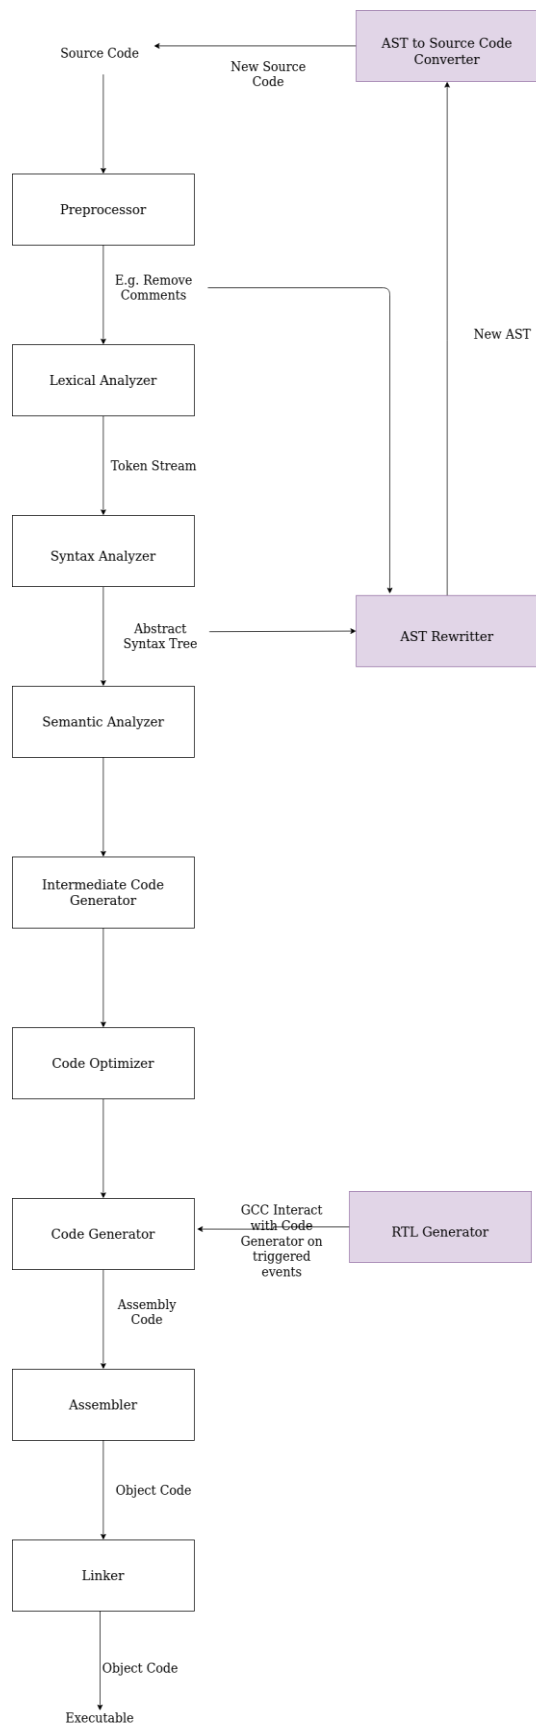 AST to Source Code
Converter
Source Code
New Source
Code
Preprocessor
E.g. Remove
Comments
New AST
Lexical Analyzer
Token Stream
Syntax Analyzer
Abstract
Syntax Tree
AST Rewritter
Semantic Analyzer
Intermediate Code
Generator
Code Optimizer
GCC Interact
with Code
Generator on
triggered
events
Code Generator
RTL Generator
Assembly
Code
Assembler
Object Code
Linker
Object Code
Executable